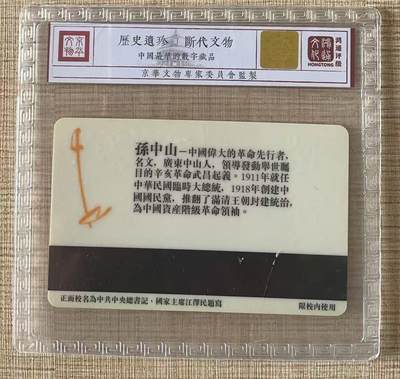 歷史遺珍 斷代文物
中國最早的數字藏品
京華文物專家委員會監製
HONGTONG
孫中山—中國偉大的革命先行者，
名文，廣東中山人，領導發動舉世矚
目的辛亥革命武昌起義。1911年就任
中華民國臨時大總統，1918年創建中
國國民黨，推翻了滿清王朝封建統治，
為中國資產階級革命領袖。
正面校名為中共中央總書記，國家主席江澤民題寫
限校內使用